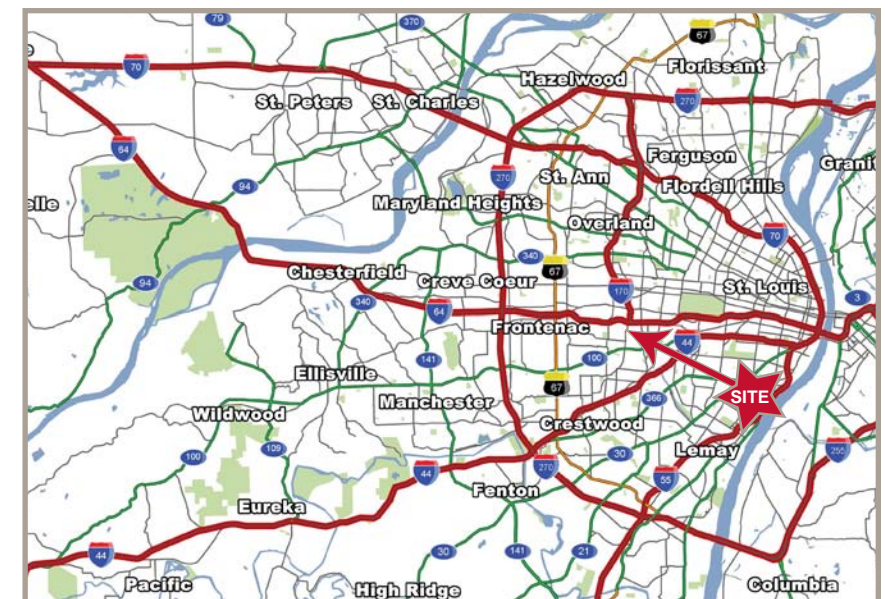 79
370
67
70
Hazelwood
Florissant
St. Peters
St. Charles
270
64
Ferguson
Granit
270
St. Ann
94
Flordell Hills
elle
Maryland Heights
Overland
70
340
Chesterfield
67
94
Creve Coeur
170
St. Louis
340
64
3
Frontenac
44
141
100
Ellisville
67
SITE
366
Manchester
Wildwood
Crestwood
109
100
30
Lemay
255
44
270
55
Fenton
Eureka
44
30
141
21
Pacific
High Ridge
Columbia